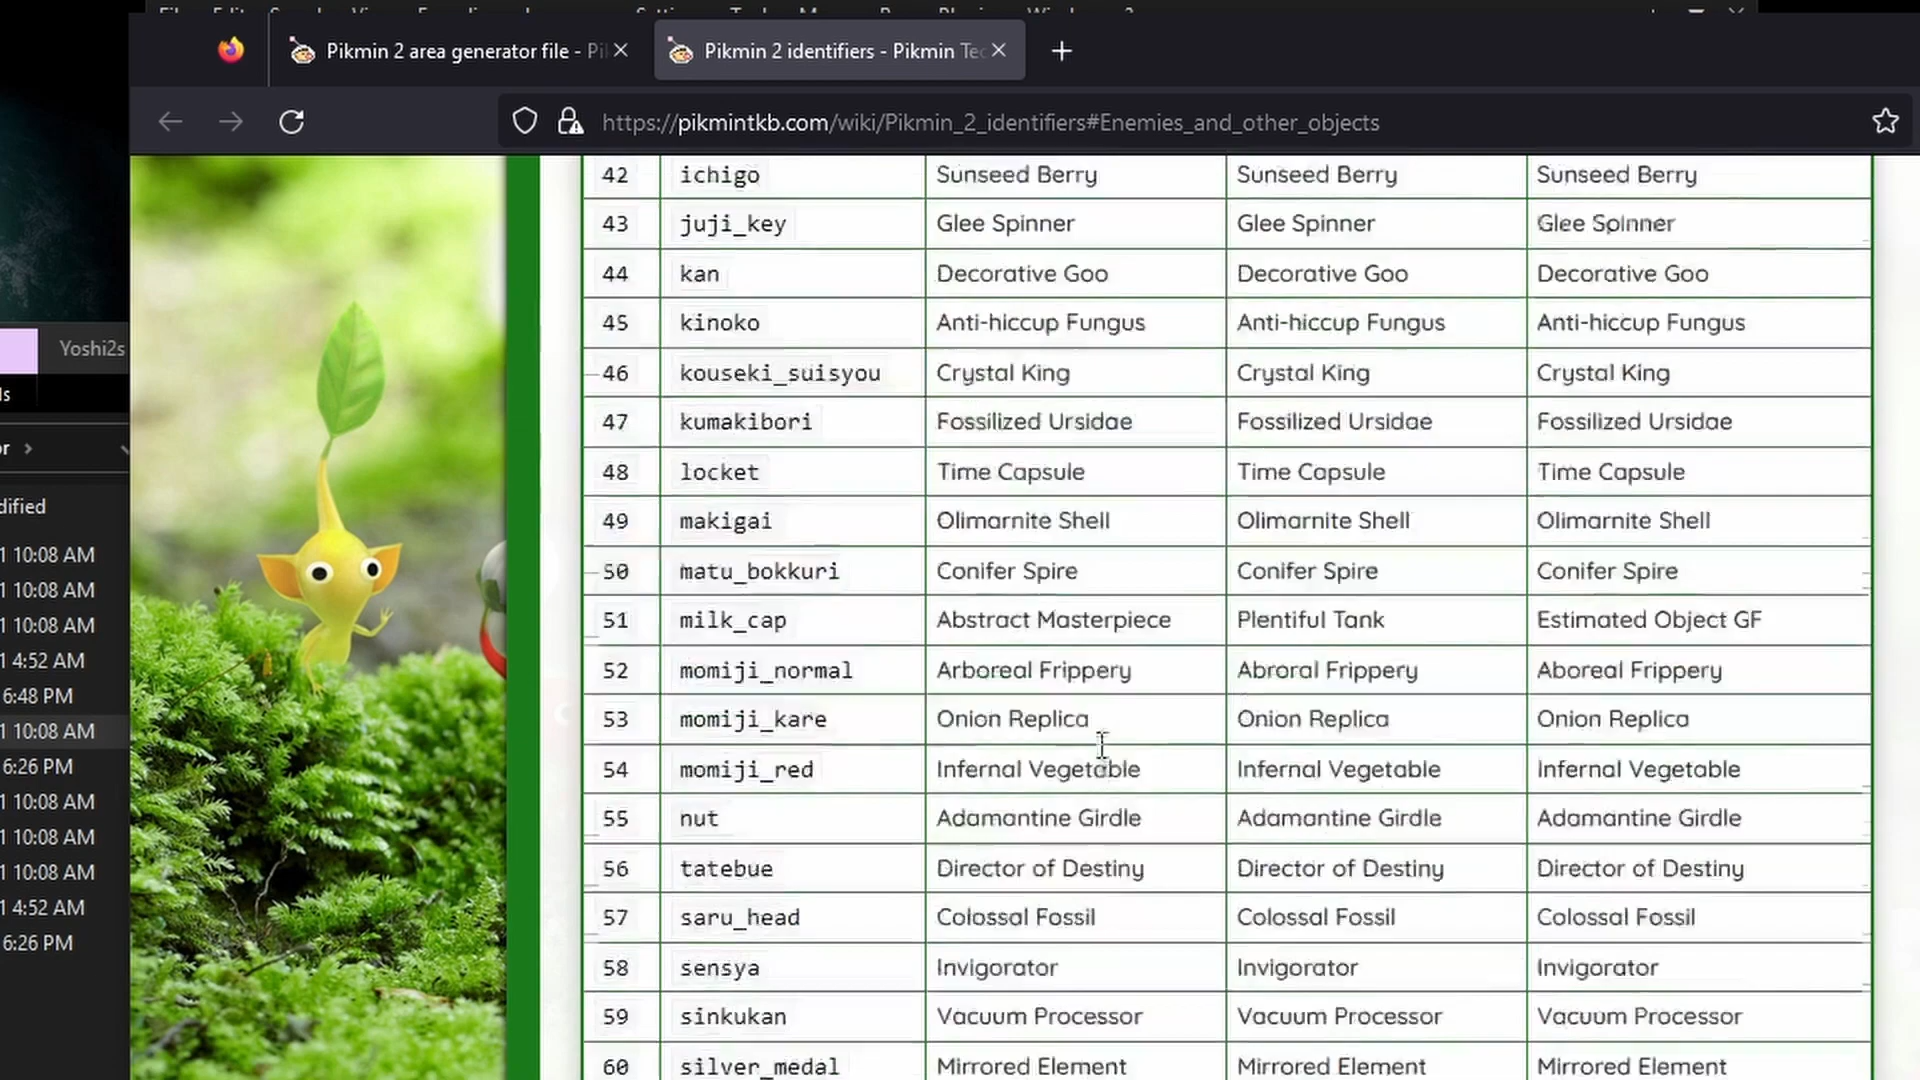 Pikmin 2 area generator file - Pi
Pikmin 2 identifiers - Pikmin Tec
https://pikmintkb.com/wiki/Pikmin_2_identifiers#Enemies_and_other_objects
42 ichigo Sunseed Berry Sunseed Berry Sunseed Berry
43 juji_key Glee Spinner Glee Spinner Glee Spinner
44 kan Decorative Goo Decorative Goo Decorative Goo
45 kinoko Anti-hiccup Fungus Anti-hiccup Fungus Anti-hiccup Fungus
46 kouseki_suisyou Crystal King Crystal King Crystal King
47 kumakibori Fossilized Ursidae Fossilized Ursidae Fossilized Ursidae
48 locket Time Capsule Time Capsule Time Capsule
49 makigai Olimarnite Shell Olimarnite Shell Olimarnite Shell
50 matu_bokkuri Conifer Spire Conifer Spire Conifer Spire
51 milk_cap Abstract Masterpiece Plentiful Tank Estimated Object GF
52 momiji_normal Arboreal Frippery Abroral Frippery Aboreal Frippery
53 momiji_kare Onion Replica Onion Replica Onion Replica
54 momiji_red Infernal Vegetable Infernal Vegetable Infernal Vegetable
55 nut Adamantine Girdle Adamantine Girdle Adamantine Girdle
56 tatebue Director of Destiny Director of Destiny Director of Destiny
57 saru_head Colossal Fossil Colossal Fossil Colossal Fossil
58 sensya Invigorator Invigorator Invigorator
59 sinkukan Vacuum Processor Vacuum Processor Vacuum Processor
60 silver_medal Mirrored Element Mirrored Element Mirrored Element
Yoshi2s
ls
or
dified
1 10:08 AM
1 10:08 AM
1 10:08 AM
1 4:52 AM
6:48 PM
1 10:08 AM
6:26 PM
1 10:08 AM
1 10:08 AM
1 10:08 AM
1 4:52 AM
6:26 PM